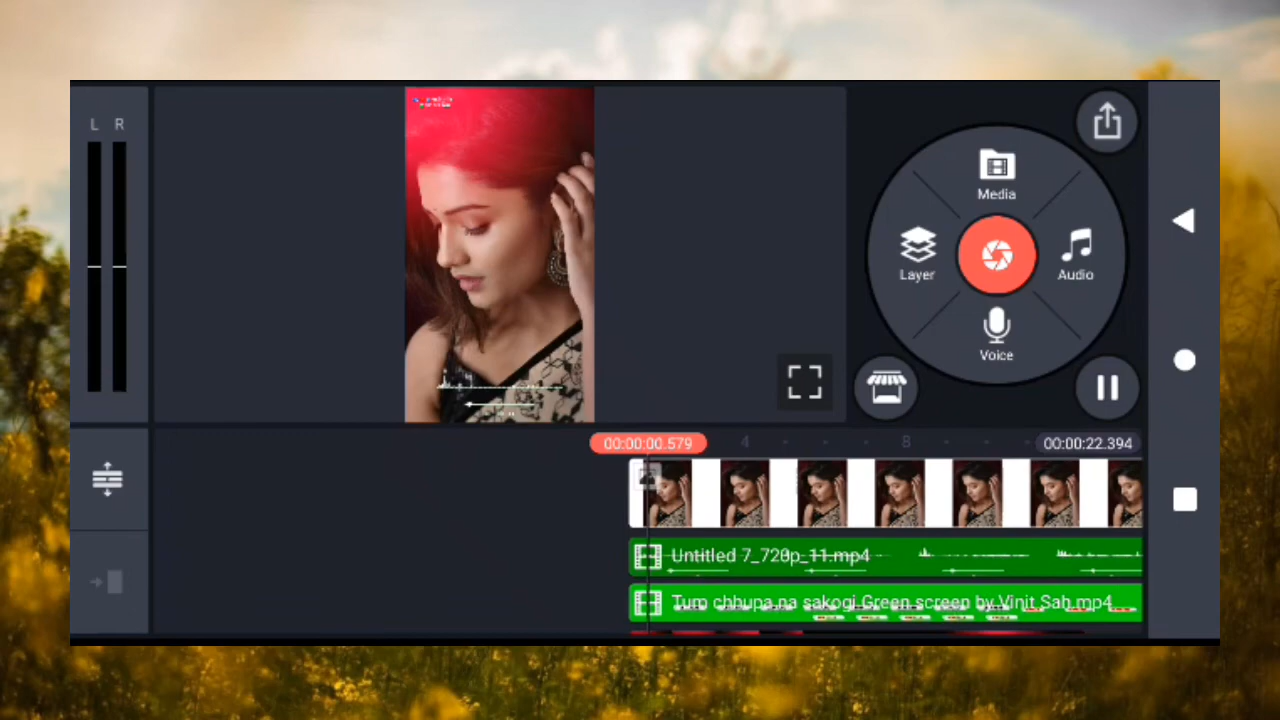 L R
Media
Layer
Audio
Voice
00:00:00.579
4
8
00:00:22.394
Untitled 7_720p_11.mp4
Tum chhupa na sakogi Green screen by Vinit Sah.mp4